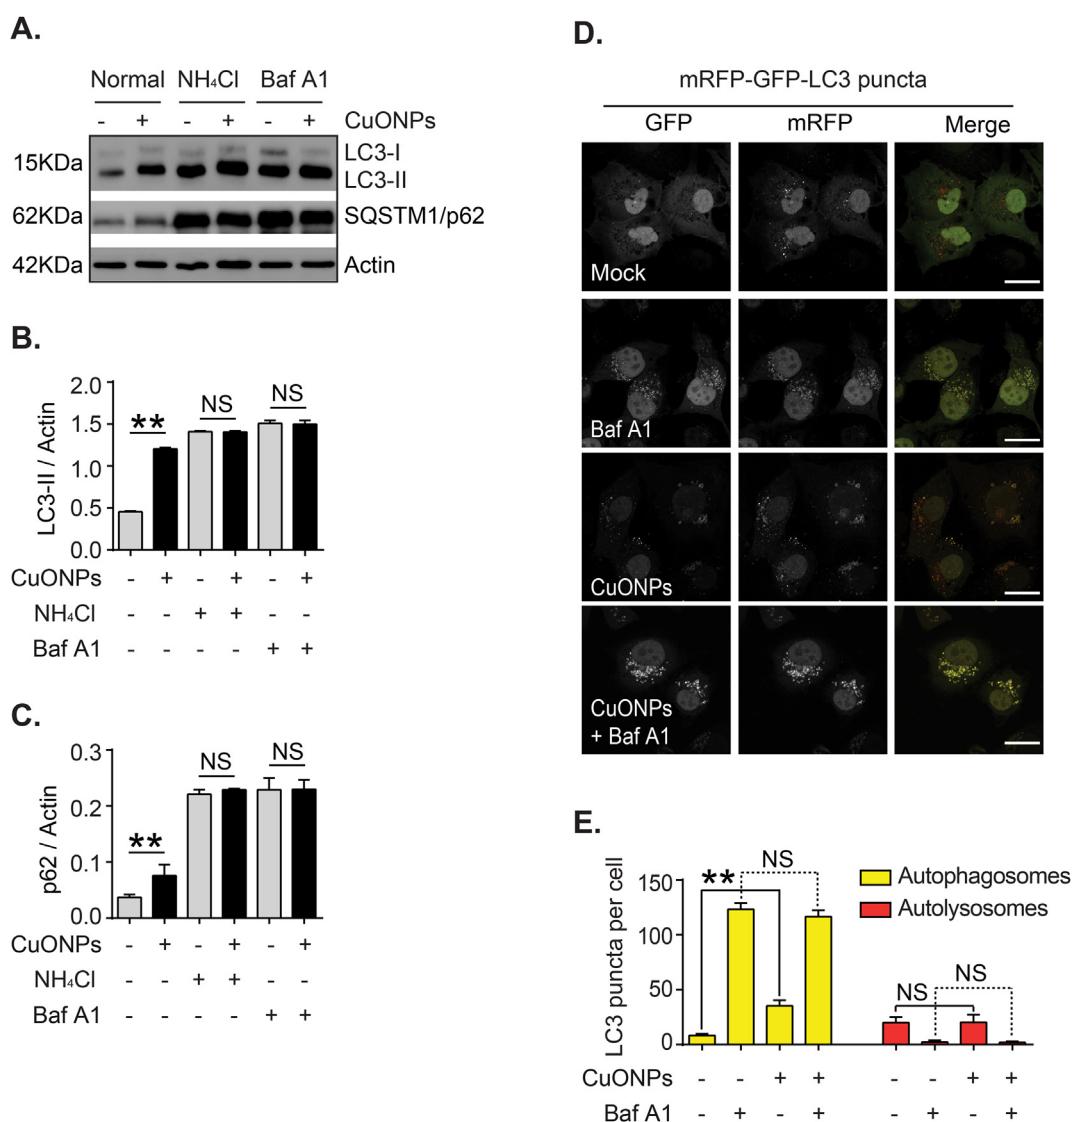 A.
Normal NH₄Cl Baf A1
- + - + - + CuONPs
15KDa LC3-I
LC3-II
62KDa SQSTM1/p62
42KDa Actin
B.
LC3-II / Actin
2.0
1.5
1.0
0.5
0.0
** NS NS
CuONPs - + - + - +
NH₄Cl - - + + - -
Baf A1 - - - - + +
C.
p62 / Actin
0.3
0.2
0.1
0.0
** NS NS
CuONPs - + - + - +
NH₄Cl - - + + - -
Baf A1 - - - - + +
D.
mRFP-GFP-LC3 puncta
GFP mRFP Merge
Mock
Baf A1
CuONPs
CuONPs
+ Baf A1
E.
LC3 puncta per cell
150
100
50
0
** NS
NS NS
Autophagosomes
Autolysosomes
CuONPs - - + + - - + +
Baf A1 - + - + - + - +